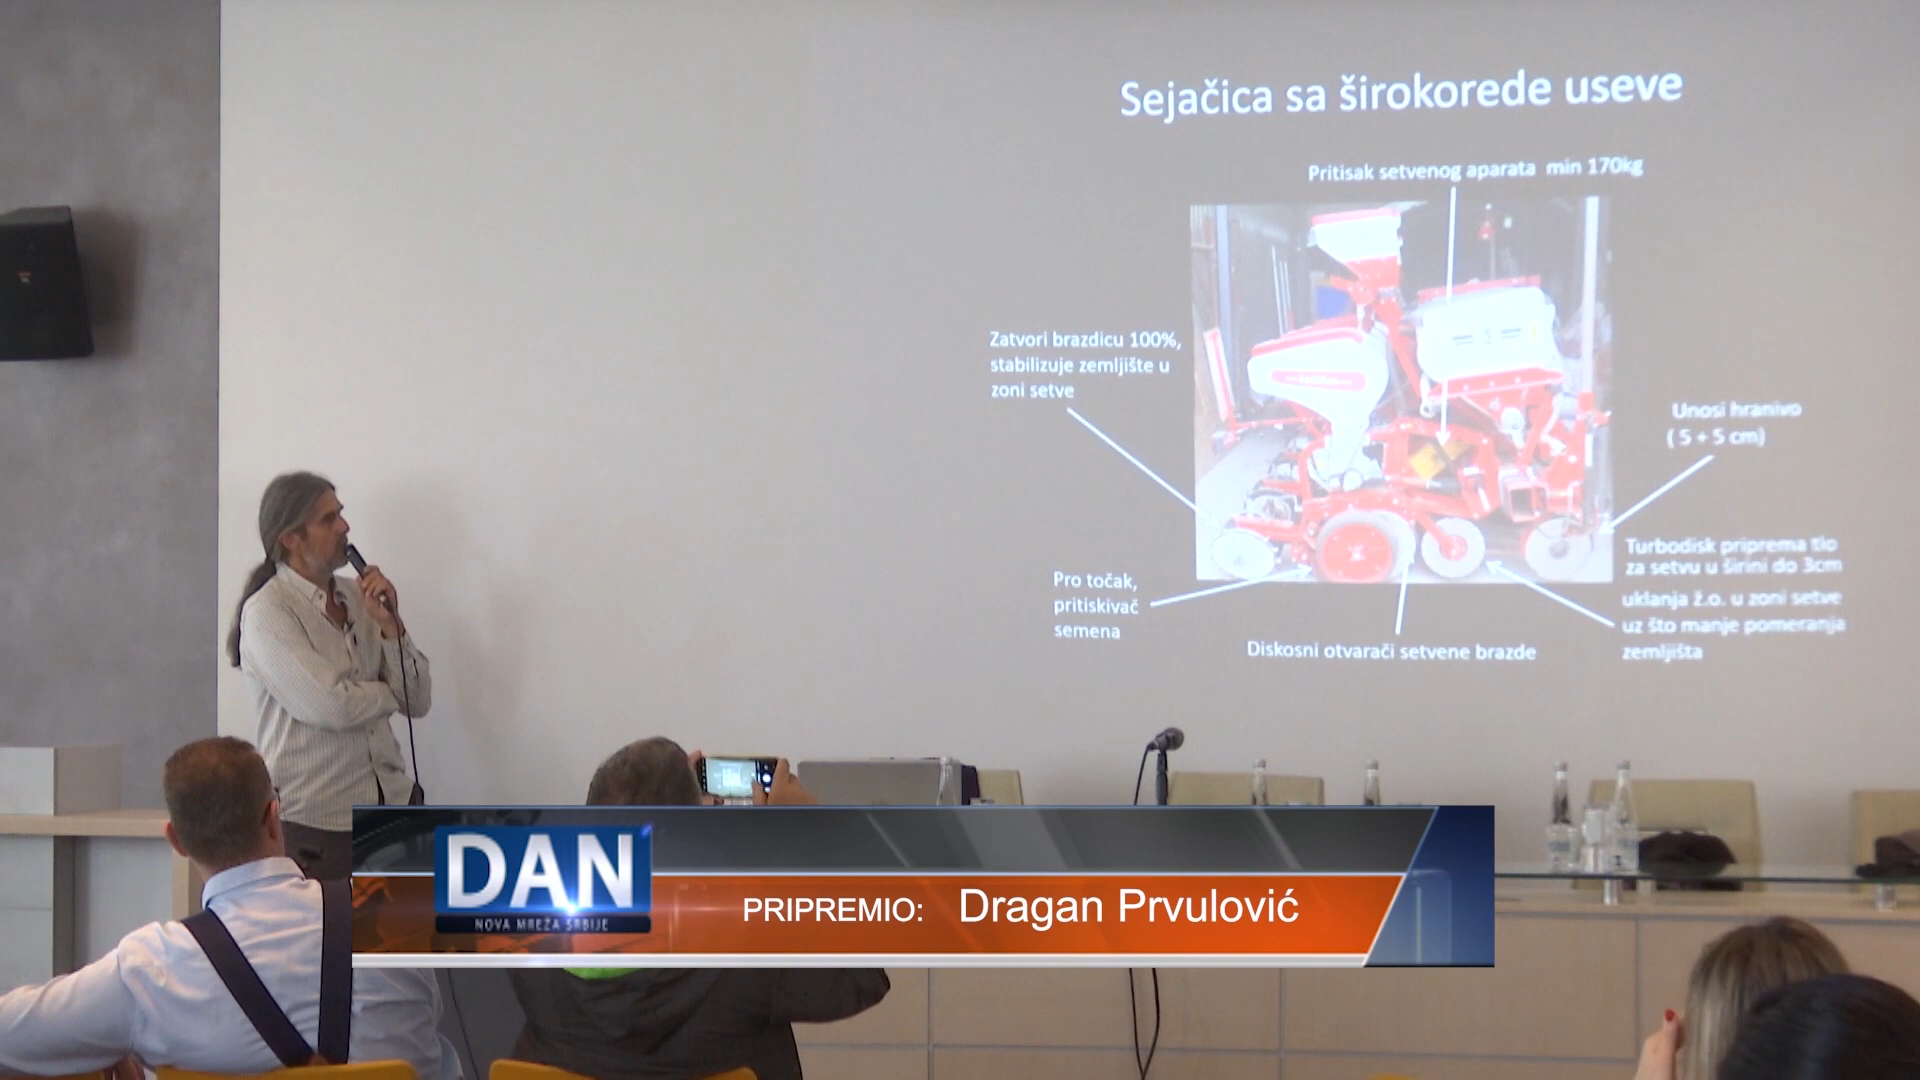 Sejačica sa širokorede useve
Pritisak setvenog aparata min 170kg
Zatvori brazdicu 100%,
stabilizuje zemljište u
zoni setve
Unosi hranivo
( 5 + 5 cm)
Turbodisk priprema tlo
za setvu u širini do 3cm
uklanja ž.o. u zoni setve
uz što manje pomeranja
zemljišta
Pro točak,
pritiskivač
semena
Diskosni otvarači setvene brazde
DAN
NOVA MREŽA SRBIJE
PRIPREMIO: Dragan Prvulović